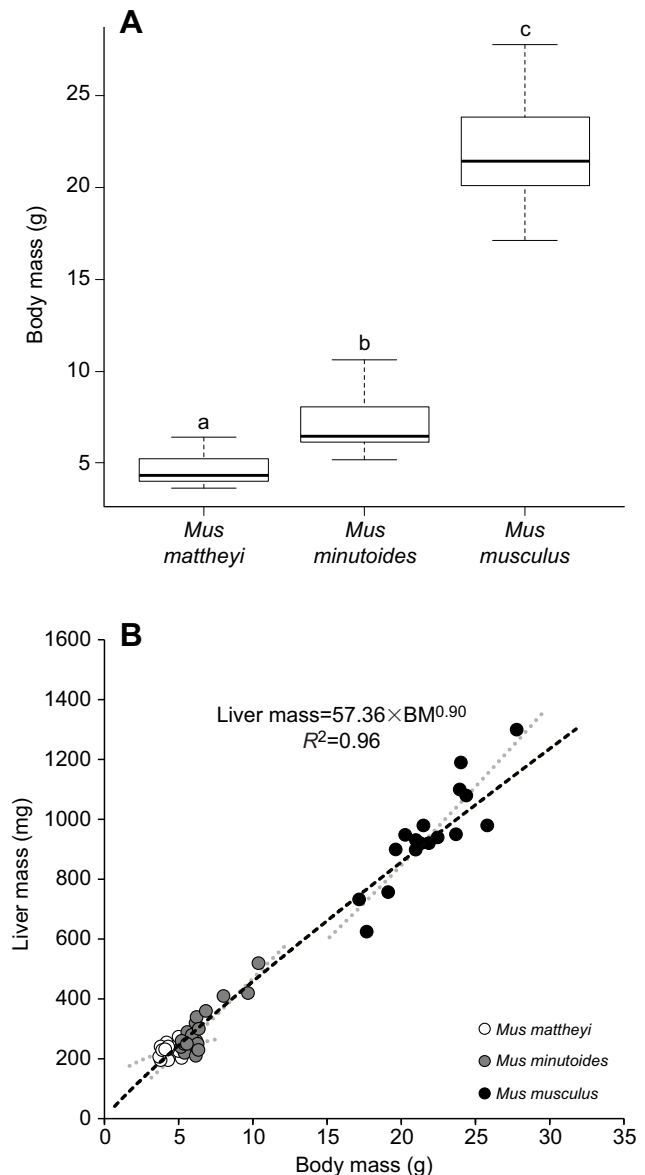 A
c
25
20
Body mass (g)
15
b
10
a
5
Mus mattheyi
Mus minutoides
Mus musculus
B
1600
1400
Liver mass=57.36×BM^0.90
R²=0.96
1200
1000
Liver mass (mg)
800
600
400
Mus mattheyi
200
Mus minutoides
Mus musculus
0
0 5 10 15 20 25 30 35
Body mass (g)